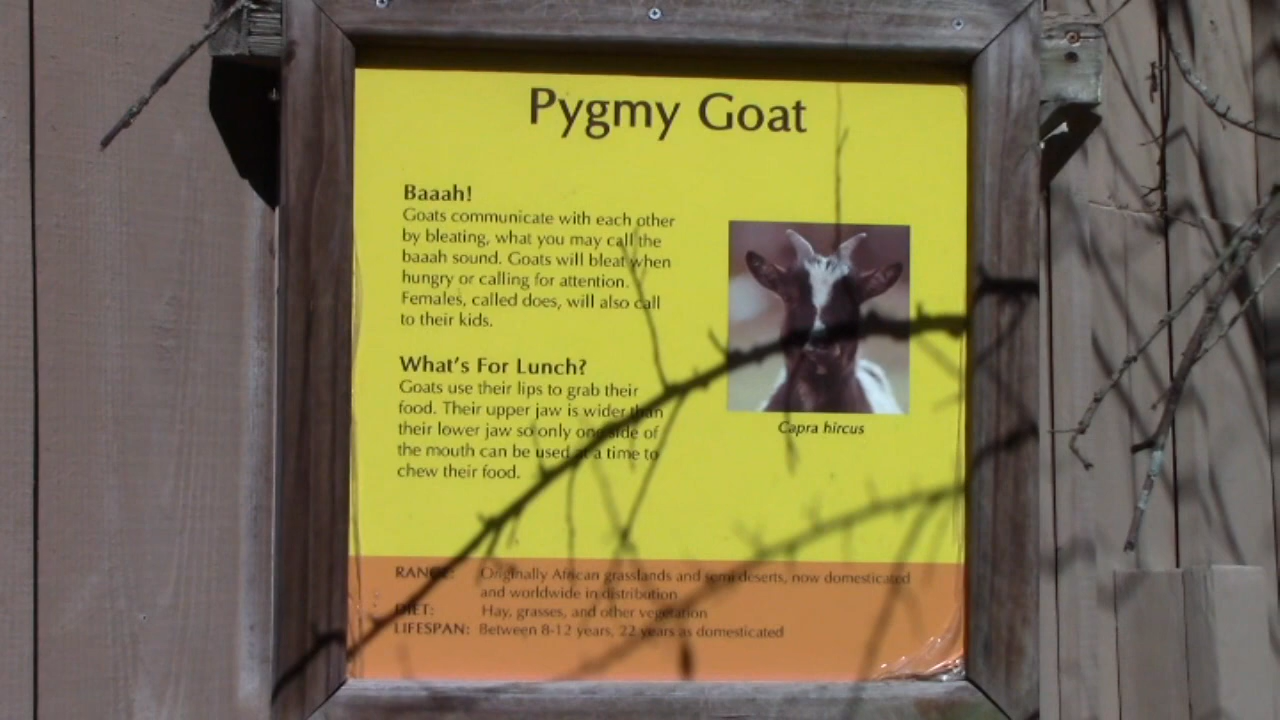 Pygmy Goat
Baaah!
Goats communicate with each other
by bleating, what you may call the
baaah sound. Goats will bleat when
hungry or calling for attention.
Females, called does, will also call
to their kids.
What's For Lunch?
Goats use their lips to grab their
food. Their upper jaw is wider than
their lower jaw so only one side of
the mouth can be used at a time to
chew their food.
Capra hircus
RANGE: Originally African grasslands and semi deserts, now domesticated
and worldwide in distribution
DIET: Hay, grasses, and other vegetation
LIFESPAN: Between 8-12 years, 22 years as domesticated